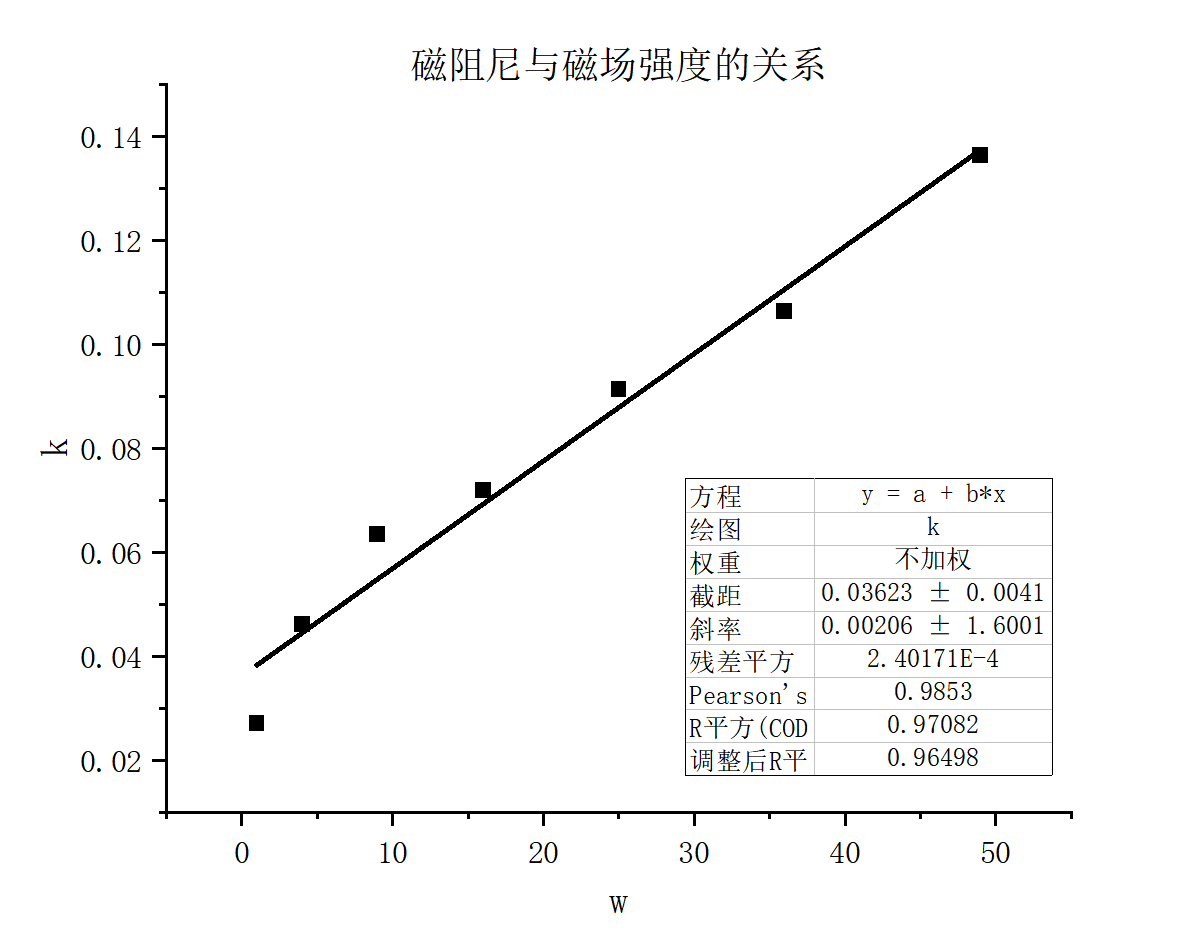 磁阻尼与磁场强度的关系
0.14
0.12
0.10
0.08
0.06
0.04
0.02
k
方程 y = a + b*x
绘图 k
权重 不加权
截距 0.03623 ± 0.0041
斜率 0.00206 ± 1.6001
残差平方 2.40171E-4
Pearson's 0.9853
R平方(COD 0.97082
调整后R平 0.96498
0 10 20 30 40 50
w